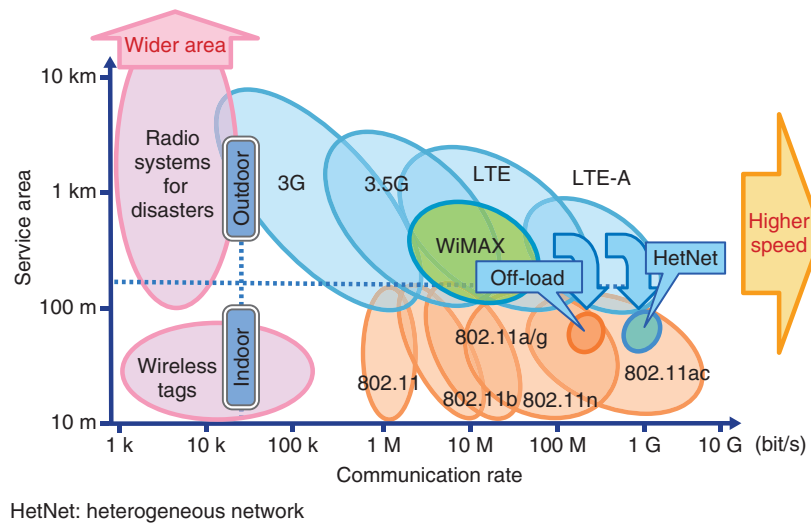 Wider area
10 km
1 km
100 m
10 m
Service area
Radio
systems
for
disasters
Outdoor
Indoor
Wireless
tags
3G
3.5G
LTE
LTE-A
WiMAX
Off-load
HetNet
Higher
speed
802.11
802.11a/g
802.11b
802.11n
802.11ac
1 k
10 k
100 k
1 M
10 M
100 M
1 G
10 G
(bit/s)
Communication rate
HetNet: heterogeneous network